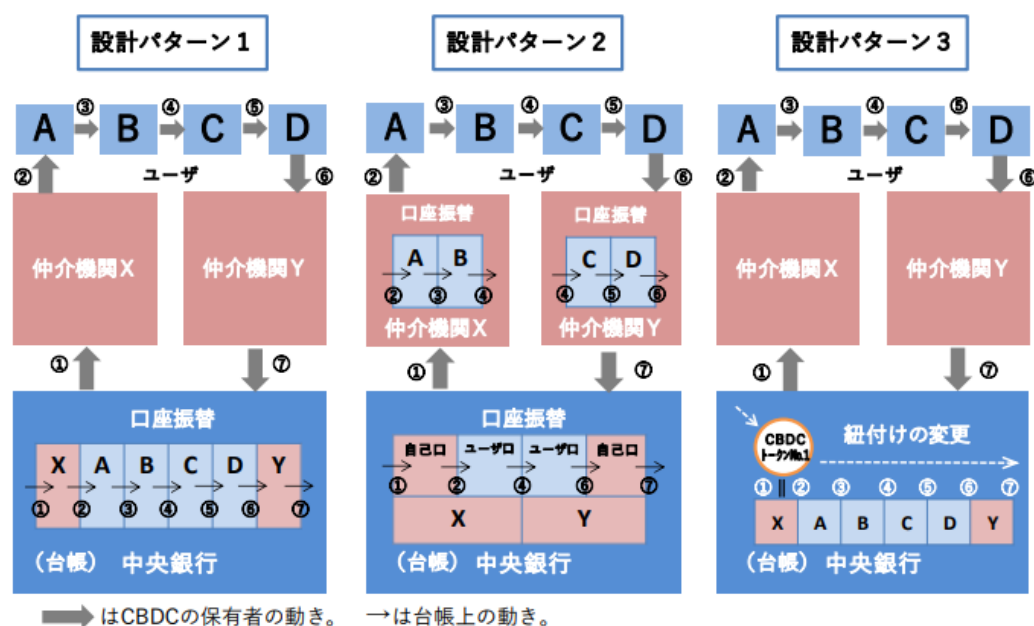 設計パターン1
設計パターン2
設計パターン3
③ ④ ⑤
A B C D
② ユーザ ⑥
仲介機関X
仲介機関Y
① ⑦
口座振替
X A B C D Y
① ② ③ ④ ⑤ ⑥ ⑦
(台帳) 中央銀行
③ ④ ⑤
A B C D
② ユーザ ⑥
口座振替
A B
② ③ ④
仲介機関X
口座振替
C D
④ ⑤ ⑥
仲介機関Y
① ⑦
口座振替
自己口 ユーザ口 ユーザ口 自己口
① ② ④ ⑥ ⑦
X Y
(台帳) 中央銀行
③ ④ ⑤
A B C D
② ユーザ ⑥
仲介機関X
仲介機関Y
① ⑦
CBDC
トークンNo.1
紐付けの変更
① || ② ③ ④ ⑤ ⑥ ⑦
X A B C D Y
(台帳) 中央銀行
はCBDCの保有者の動き。 →は台帳上の動き。